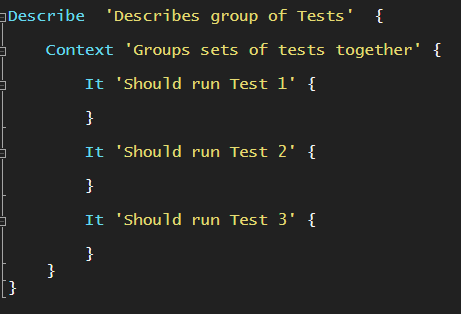 Describe  'Describes group of Tests'  {
    Context 'Groups sets of tests together' {
        It 'Should run Test 1' {
        }
        It 'Should run Test 2' {
        }
        It 'Should run Test 3' {
        }
    }
}